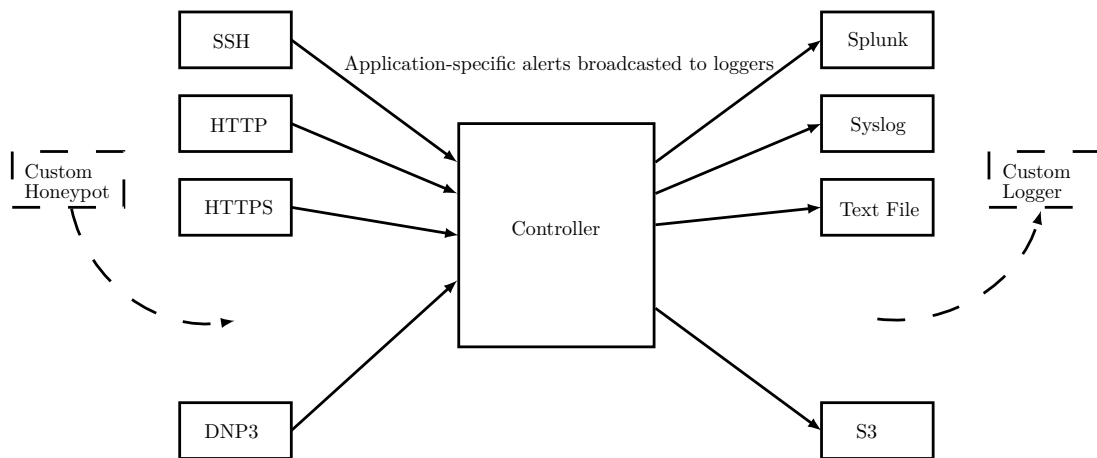 SSH
Splunk
Application-specific alerts broadcasted to loggers
HTTP
Syslog
Custom
Honeypot
Custom
Logger
HTTPS
Text File
Controller
DNP3
S3